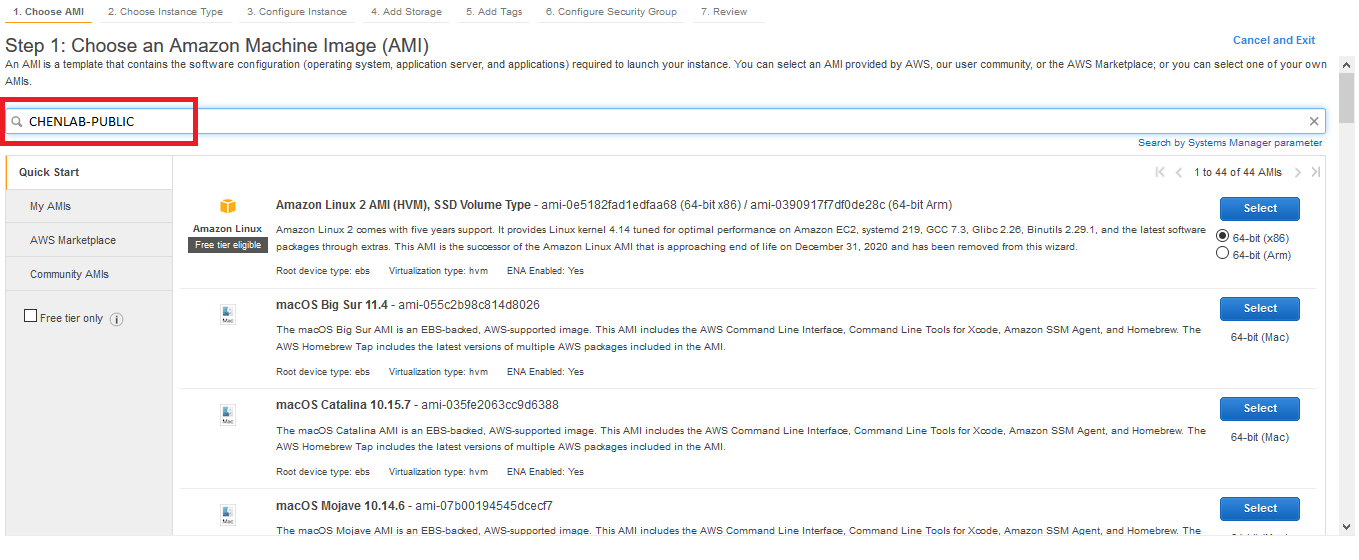 1. Choose AMI 2. Choose Instance Type 3. Configure Instance 4. Add Storage 5. Add Tags 6. Configure Security Group 7. Review
Step 1: Choose an Amazon Machine Image (AMI)
Cancel and Exit
An AMI is a template that contains the software configuration (operating system, application server, and applications) required to launch your instance. You can select an AMI provided by AWS, our user community, or the AWS Marketplace; or you can select one of your own
AMIs.
CHENLAB-PUBLIC
Search by Systems Manager parameter
Quick Start
My AMIs
AWS Marketplace
Community AMIs
Free tier only
1 to 44 of 44 AMIs
Amazon Linux
Free tier eligible
Amazon Linux 2 AMI (HVM), SSD Volume Type - ami-0e5182fad1edfaa68 (64-bit x86) / ami-0390917f7df0de28c (64-bit Arm)
Amazon Linux 2 comes with five years support. It provides Linux kernel 4.14 tuned for optimal performance on Amazon EC2, systemd 219, GCC 7.3, Glibc 2.26, Binutils 2.29.1, and the latest software
packages through extras. This AMI is the successor of the Amazon Linux AMI that is approaching end of life on December 31, 2020 and has been removed from this wizard.
Root device type: ebs Virtualization type: hvm ENA Enabled: Yes
Select
64-bit (x86)
64-bit (Arm)
Mac
macOS Big Sur 11.4 - ami-055c2b98c814d8026
The macOS Big Sur AMI is an EBS-backed, AWS-supported image. This AMI includes the AWS Command Line Interface, Command Line Tools for Xcode, Amazon SSM Agent, and Homebrew. The
AWS Homebrew Tap includes the latest versions of multiple AWS packages included in the AMI.
Root device type: ebs Virtualization type: hvm ENA Enabled: Yes
Select
64-bit (Mac)
Mac
macOS Catalina 10.15.7 - ami-035fe2063cc9d6388
The macOS Catalina AMI is an EBS-backed, AWS-supported image. This AMI includes the AWS Command Line Interface, Command Line Tools for Xcode, Amazon SSM Agent, and Homebrew. The
AWS Homebrew Tap includes the latest versions of multiple AWS packages included in the AMI.
Root device type: ebs Virtualization type: hvm ENA Enabled: Yes
Select
64-bit (Mac)
Mac
macOS Mojave 10.14.6 - ami-07b00194545dcecf7
The macOS Mojave AMI is an EBS-backed, AWS-supported image. This AMI includes the AWS Command Line Interface, Command Line Tools for Xcode, Amazon SSM Agent, and Homebrew. The
Select
64-bit (Mac)